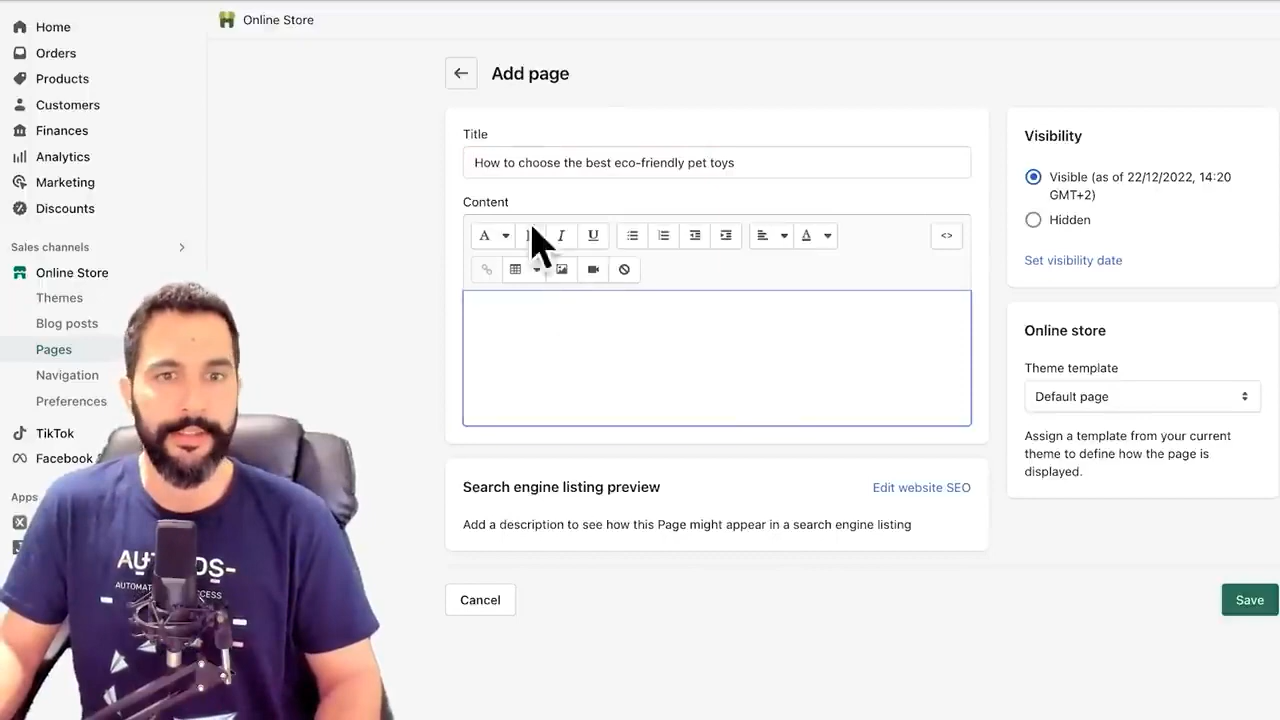 Online Store
Home
Orders
Products
Customers
Finances
Analytics
Marketing
Discounts
Sales channels
Online Store
Themes
Blog posts
Pages
Navigation
Preferences
TikTok
Facebook
Apps
Add page
Title
How to choose the best eco-friendly pet toys
Content
A
I
U
A
<>
Search engine listing preview
Edit website SEO
Add a description to see how this Page might appear in a search engine listing
Cancel
Save
Visibility
Visible (as of 22/12/2022, 14:20
GMT+2)
Hidden
Set visibility date
Online store
Theme template
Default page
Assign a template from your current
theme to define how the page is
displayed.